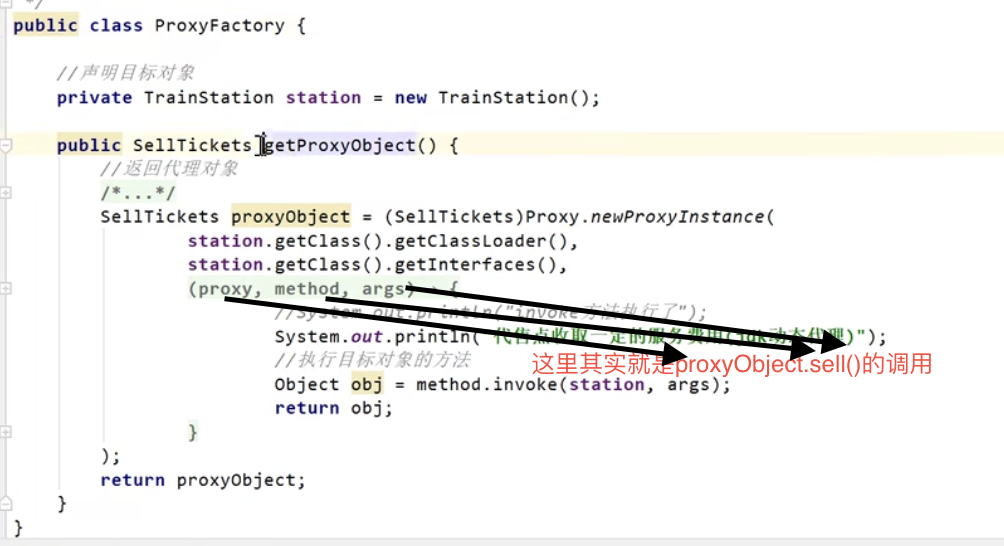 */
public class ProxyFactory {
//声明目标对象
private TrainStation station = new TrainStation();
public SellTickets getProxyObject() {
//返回代理对象
/*...*/
SellTickets proxyObject = (SellTickets)Proxy.newProxyInstance(
station.getClass().getClassLoader(),
station.getClass().getInterfaces(),
(proxy, method, args) → {
//System.out.println("invoke方法执行了");
System.out.println("代售点收取一定的服务费用(jdk动态代理)");
//执行目标对象的方法
这里其实就是proxyObject.sell()的调用
Object obj = method.invoke(station, args);
return obj;
}
);
return proxyObject;
}
}